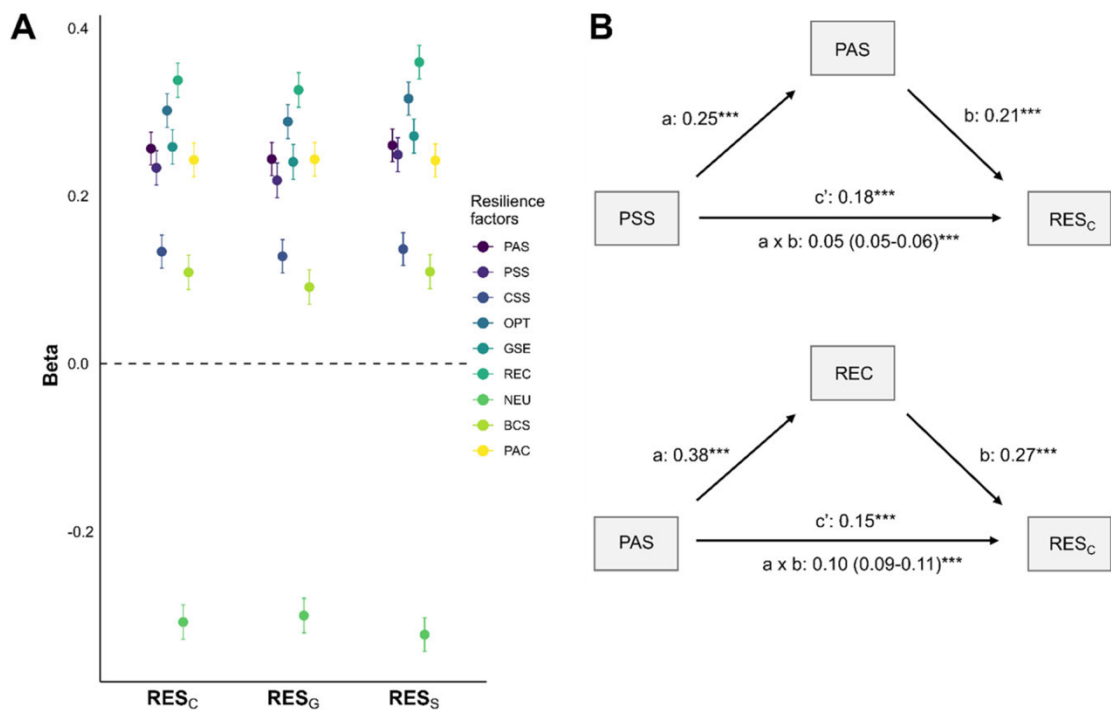 A
0.4
0.2
0.0
-0.2
Beta
RESC
RESG
RESS
Resilience
factors
PAS
PSS
CSS
OPT
GSE
REC
NEU
BCS
PAC
B
PAS
a: 0.25***
b: 0.21***
PSS
c': 0.18***
RESC
a x b: 0.05 (0.05-0.06)***
REC
a: 0.38***
b: 0.27***
PAS
c': 0.15***
RESC
a x b: 0.10 (0.09-0.11)***